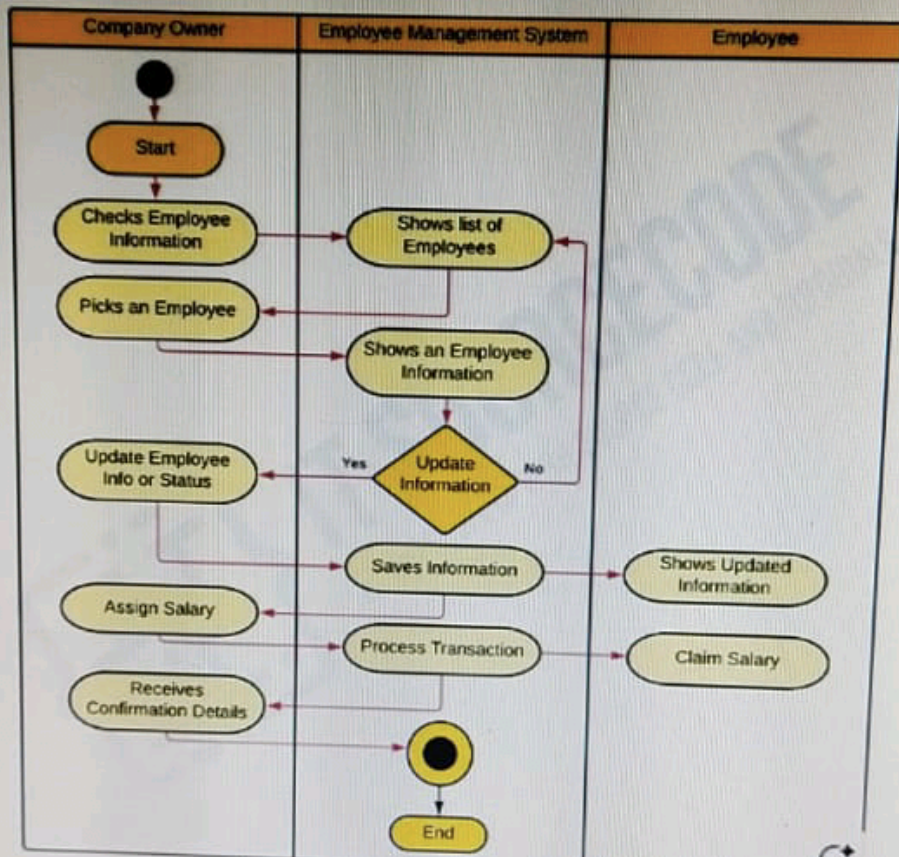 Company Owner
Employee Management System
Employee
Start
Checks Employee
Information
Shows list of
Employees
Picks an Employee
Shows an Employee
Information
Update Employee
Info or Status
Yes
Update
Information
No
Saves Information
Shows Updated
Information
Assign Salary
Process Transaction
Claim Salary
Receives
Confirmation Details
End